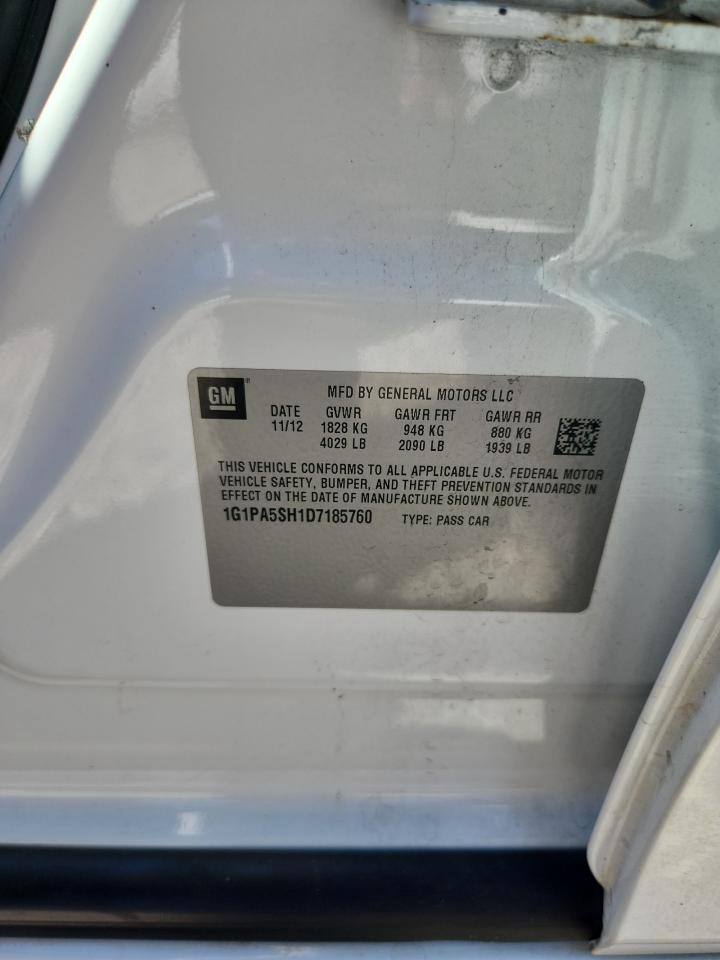 GM
MFD BY GENERAL MOTORS LLC
DATE GVWR GAWR FRT GAWR RR
11/12 1828 KG 948 KG 880 KG
4029 LB 2090 LB 1939 LB
THIS VEHICLE CONFORMS TO ALL APPLICABLE U.S. FEDERAL MOTOR
VEHICLE SAFETY, BUMPER, AND THEFT PREVENTION STANDARDS IN
EFFECT ON THE DATE OF MANUFACTURE SHOWN ABOVE.
1G1PA5SH1D7185760 TYPE: PASS CAR